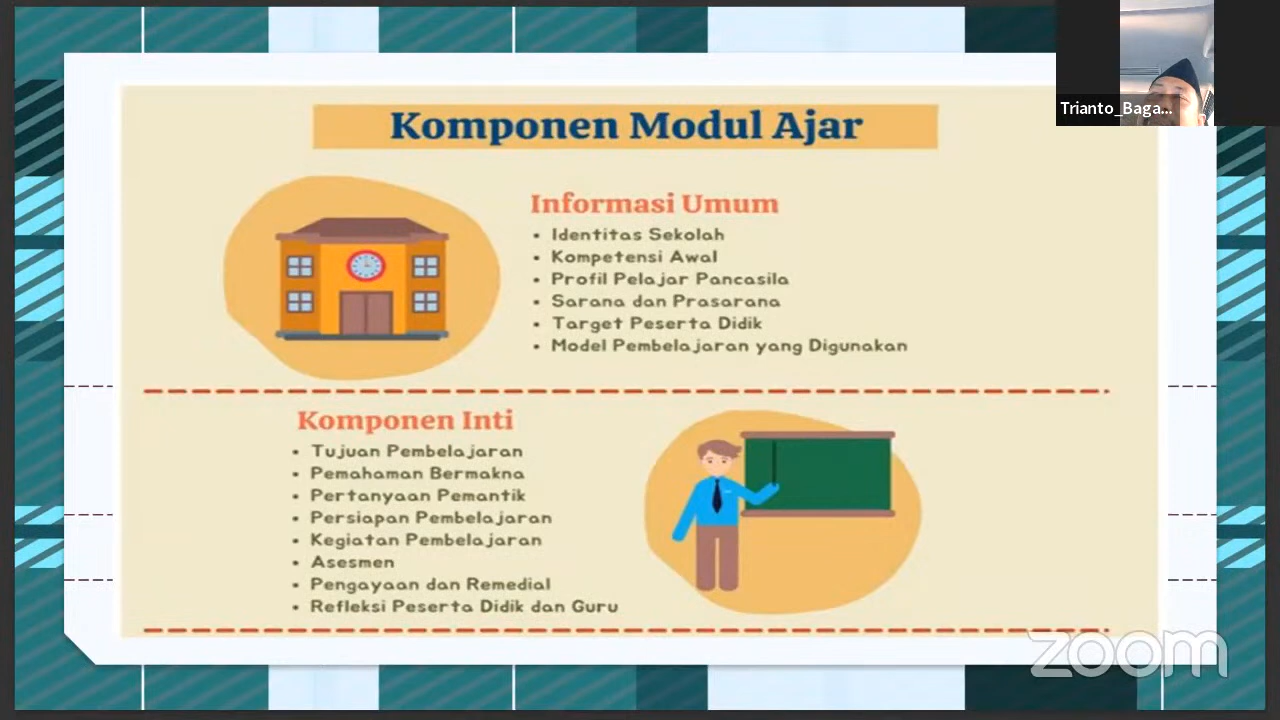 Komponen Modul Ajar
Trianto_Baga...
Informasi Umum
• Identitas Sekolah
• Kompetensi Awal
• Profil Pelajar Pancasila
• Sarana dan Prasarana
• Target Peserta Didik
• Model Pembelajaran yang Digunakan
Komponen Inti
• Tujuan Pembelajaran
• Pemahaman Bermakna
• Pertanyaan Pemantik
• Persiapan Pembelajaran
• Kegiatan Pembelajaran
• Asesmen
• Pengayaan dan Remedial
• Refleksi Peserta Didik dan Guru
zoom